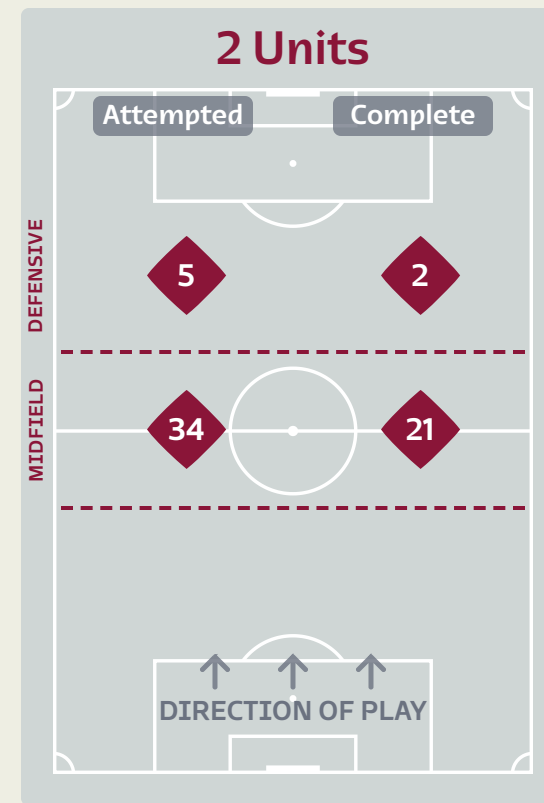 2 Units
Attempted Complete
DEFENSIVE
5 2
MIDFIELD
34 21
DIRECTION OF PLAY